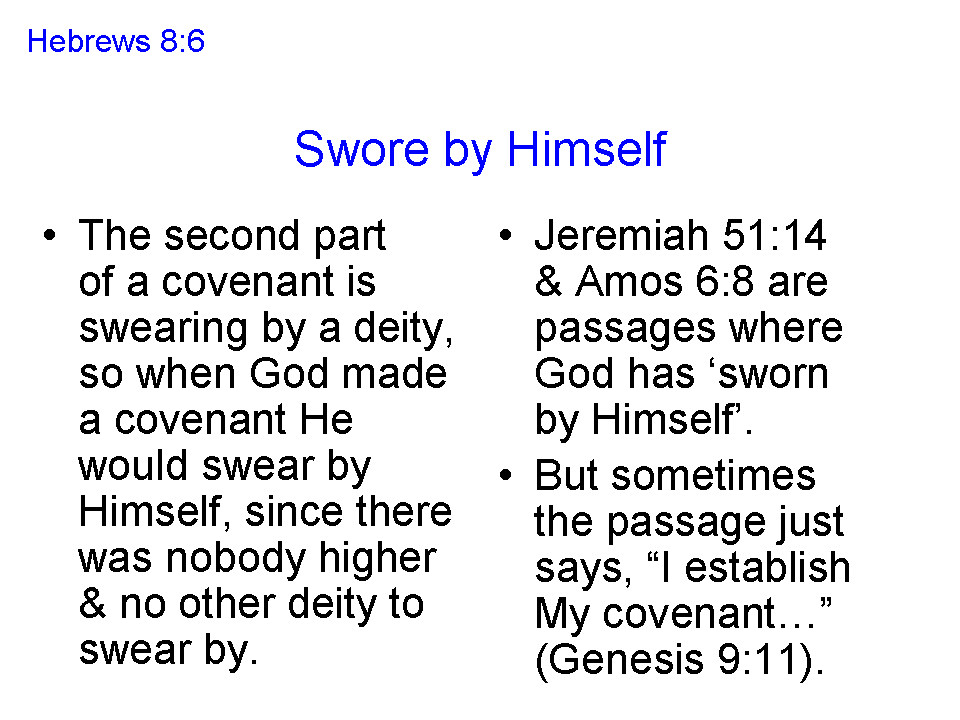 Hebrews 8:6
Swore by Himself
• The second part
of a covenant is
swearing by a deity,
so when God made
a covenant He
would swear by
Himself, since there
was nobody higher
& no other deity to
swear by.
• Jeremiah 51:14
& Amos 6:8 are
passages where
God has ‘sworn
by Himself’.
• But sometimes
the passage just
says, “I establish
My covenant…”
(Genesis 9:11).